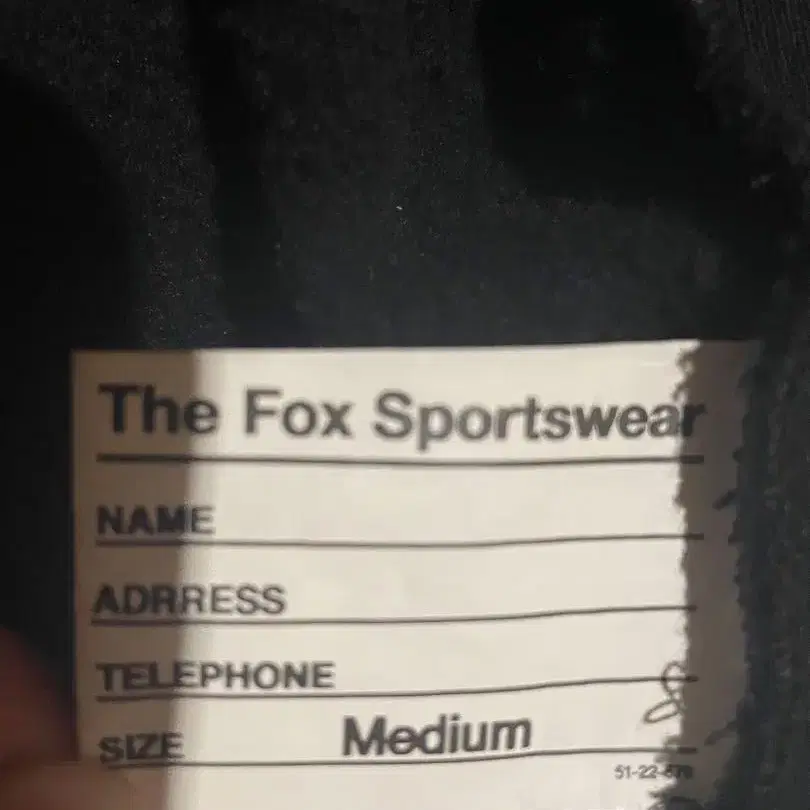 The Fox Sportswear
NAME
ADRRESS
TELEPHONE
SIZE Medium